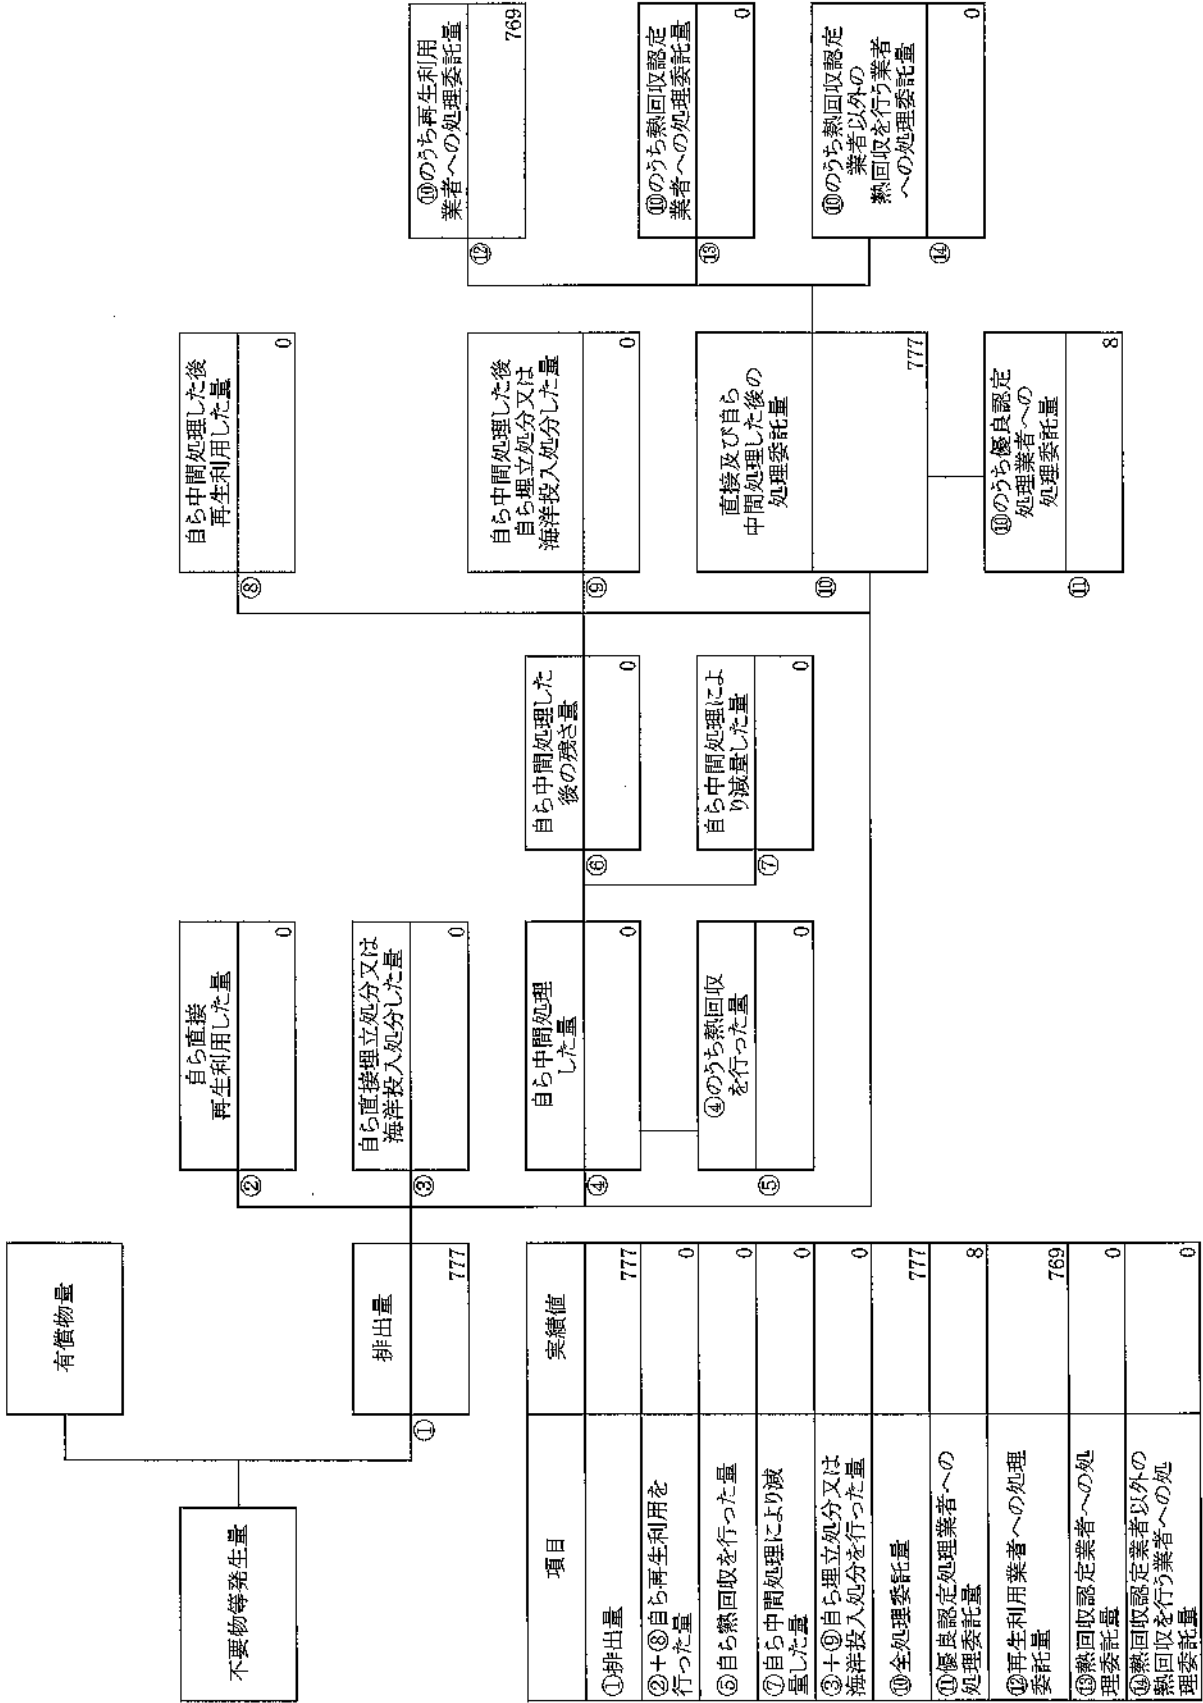 有償物量
不要物等発生量
①
排出量
777
②
自ら直接
再生利用した量
0
③
自ら直接埋立処分又は
海洋投入処分した量
0
④
自ら中間処理
した量
0
⑤
④のうち熱回収
を行った量
0
⑥
自ら中間処理した
後の残さ量
0
⑦
自ら中間処理によ
り減量した量
0
⑧
自ら中間処理した後
再生利用した量
0
⑨
自ら中間処理した後
自ら埋立処分又は
海洋投入処分した量
0
⑩
直接及び自ら
中間処理した後の
処理委託量
777
⑪
⑩のうち優良認定
処理業者への
処理委託量
8
⑫
⑩のうち再生利用
業者への処理委託量
769
⑬
⑩のうち熱回収認定
業者への処理委託量
0
⑭
⑩のうち熱回収認定
業者以外の
熱回収を行う業者
への処理委託量
0
項目 実績値
①排出量 777
②+⑧自ら再生利用を
行った量 0
⑤自ら熱回収を行った量 0
⑦自ら中間処理により減
量した量 0
③+⑨自ら埋立処分又は
海洋投入処分を行った量 0
⑩全処理委託量 777
⑪優良認定処理業者への
処理委託量 8
⑫再生利用業者への処理
委託量 769
⑬熱回収認定業者への処
理委託量 0
⑭熱回収認定業者以外の
熱回収を行う業者への処
理委託量 0